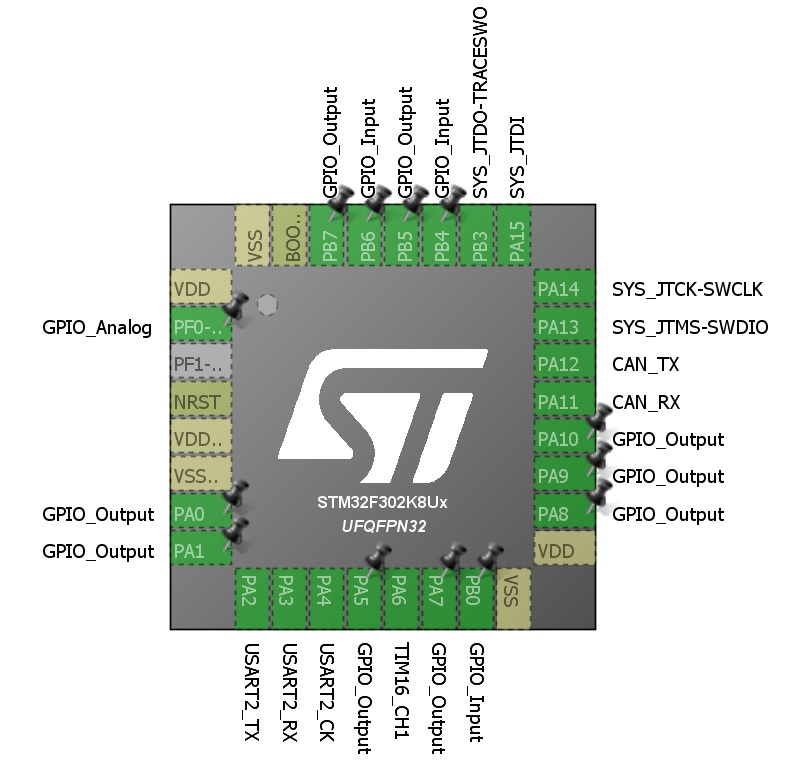 GPIO_Output
GPIO_Input
GPIO_Output
GPIO_Input
SYS_JTDO-TRACESWO
SYS_JTDI
VSS
BOO..
PB7
PB6
PB5
PB4
PB3
PA15
VDD
GPIO_Analog
PF0-..
PF1-..
NRST
VDD..
VSS..
GPIO_Output
PA0
GPIO_Output
PA1
ST
STM32F302K8Ux
UFQFPN32
PA14
SYS_JTCK-SWCLK
PA13
SYS_JTMS-SWDIO
PA12
CAN_TX
PA11
CAN_RX
PA10
GPIO_Output
PA9
GPIO_Output
PA8
GPIO_Output
VDD
PA2
PA3
PA4
PA5
PA6
PA7
PB0
VSS
USART2_TX
USART2_RX
USART2_CK
GPIO_Output
TIM16_CH1
GPIO_Output
GPIO_Input